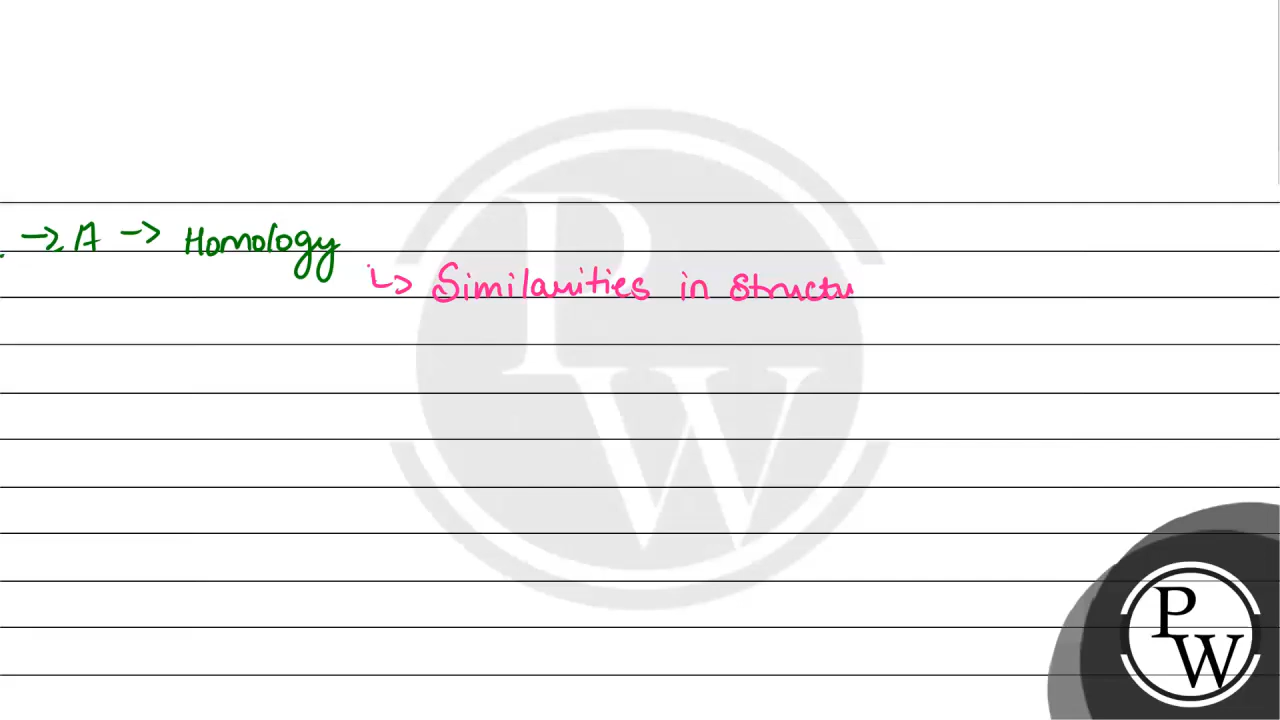 → A → Homology
↳ Similarities in structu
P
W
P
W